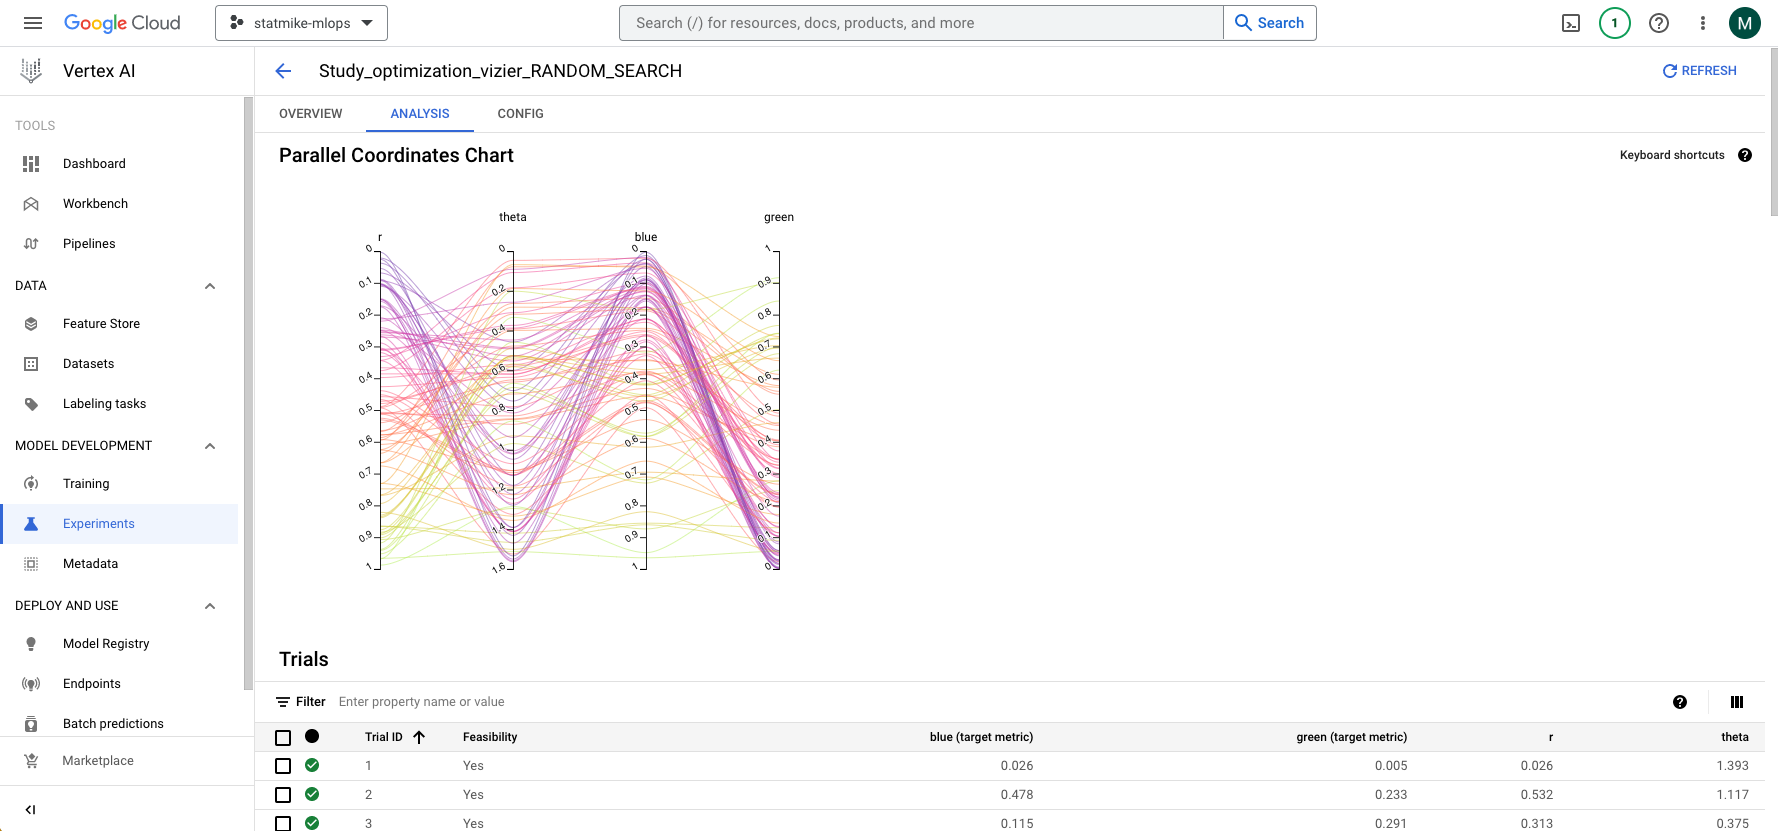 Google Cloud
statmike-mlops
Search (/) for resources, docs, products, and more
Search
1
M
Vertex AI
Study_optimization_vizier_RANDOM_SEARCH
REFRESH
OVERVIEW
ANALYSIS
CONFIG
TOOLS
Dashboard
Workbench
Pipelines
DATA
Feature Store
Datasets
Labeling tasks
MODEL DEVELOPMENT
Training
Experiments
Metadata
DEPLOY AND USE
Model Registry
Endpoints
Batch predictions
Marketplace
Parallel Coordinates Chart
Keyboard shortcuts
r
0
0.1
0.2
0.3
0.4
0.5
0.6
0.7
0.8
0.9
1
theta
0
0.2
0.4
0.6
0.8
1
1.2
1.4
1.6
blue
0
0.1
0.2
0.3
0.4
0.5
0.6
0.7
0.8
0.9
1
green
1
0.9
0.8
0.7
0.6
0.5
0.4
0.3
0.2
0.1
0
Trials
Filter Enter property name or value
Trial ID Feasibility blue (target metric) green (target metric) r theta
1 Yes 0.026 0.005 0.026 1.393
2 Yes 0.478 0.233 0.532 1.117
3 Yes 0.115 0.291 0.313 0.375